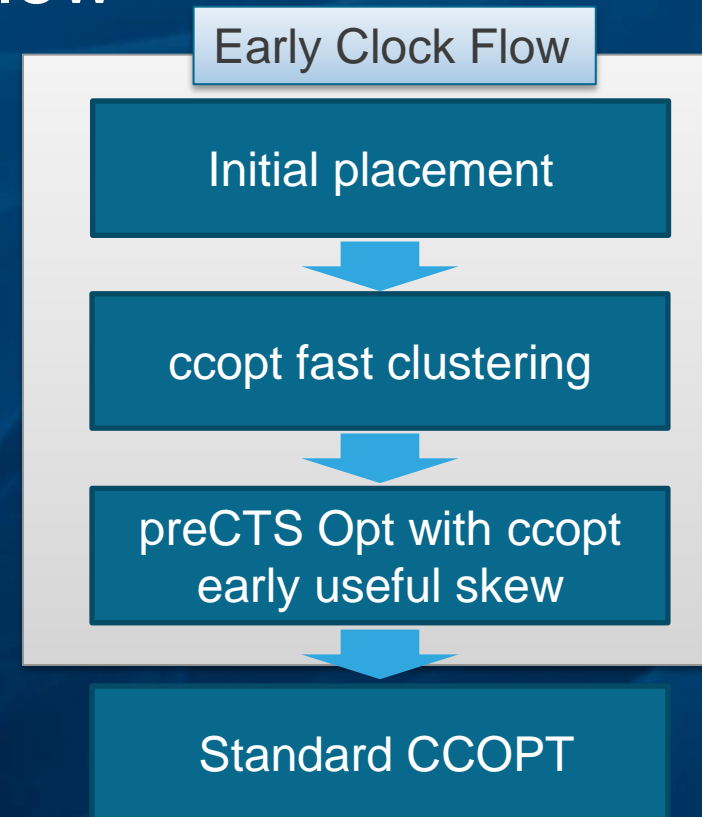 Early Clock Flow
Initial placement
ccopt fast clustering
preCTS Opt with ccopt
early useful skew
Standard CCOPT